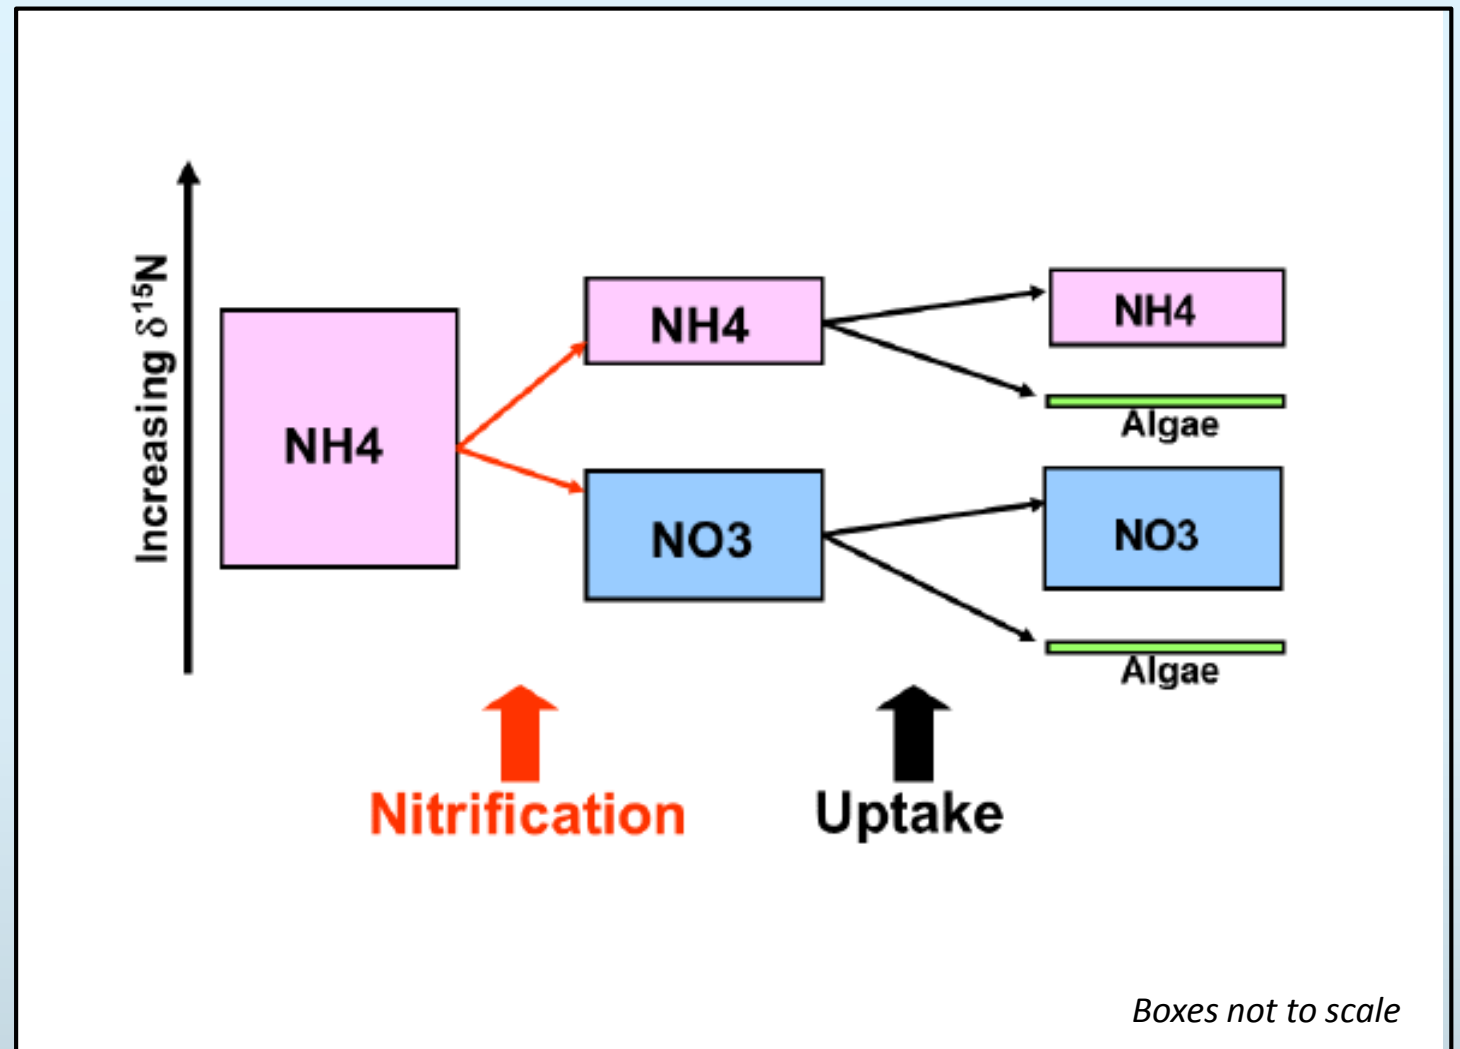 Increasing δ¹⁵N
NH4
NH4
NO3
NH4
Algae
NO3
Algae
Nitrification
Uptake
Boxes not to scale